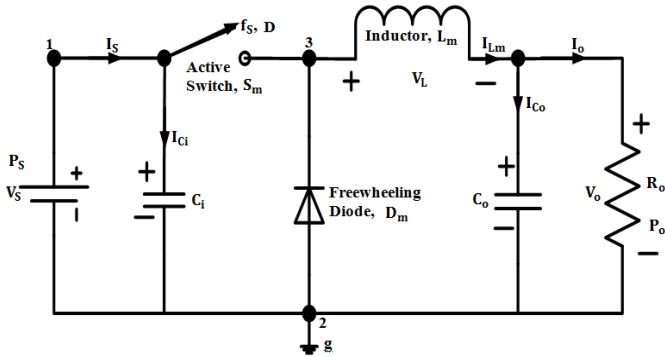 f_S, D
1
I_S
3
Inductor, L_m
I_Lm
I_o
Active
Switch, S_m
+
V_L
−
I_Ci
I_Co
+
P_S
V_S
+
−
+
−
C_i
Freewheeling
Diode, D_m
+
C_o
−
V_o
R_o
P_o
−
2
g